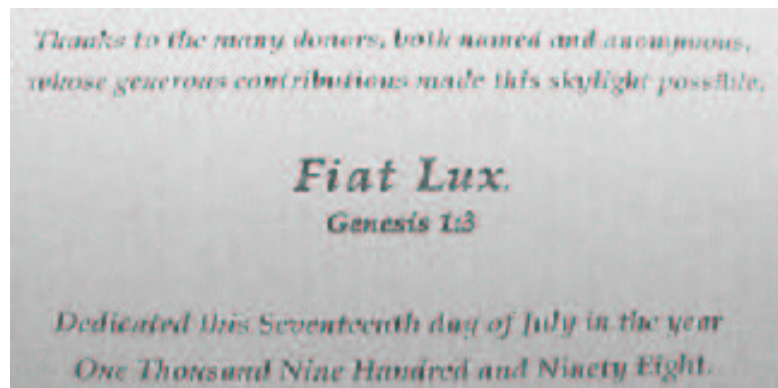 Thanks to the many donors, both named and anonymous,
whose generous contributions made this skylight possible.
Fiat Lux.
Genesis 1:3
Dedicated this Seventeenth day of July in the year
One Thousand Nine Hundred and Ninety Eight.